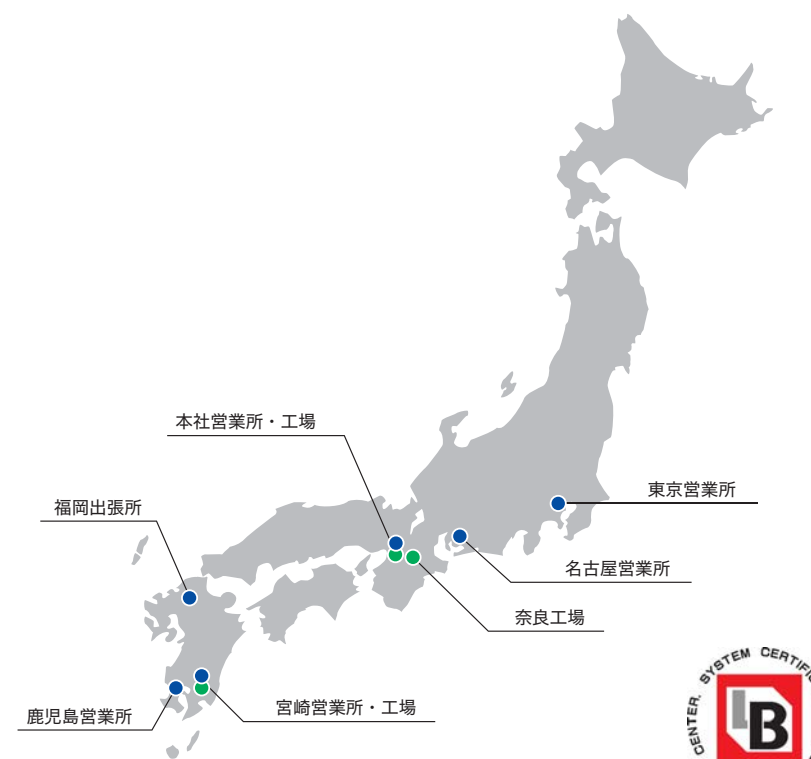 本社営業所・工場
福岡出張所
東京営業所
名古屋営業所
奈良工場
宮崎営業所・工場
鹿児島営業所
CENTER, SYSTEM
B